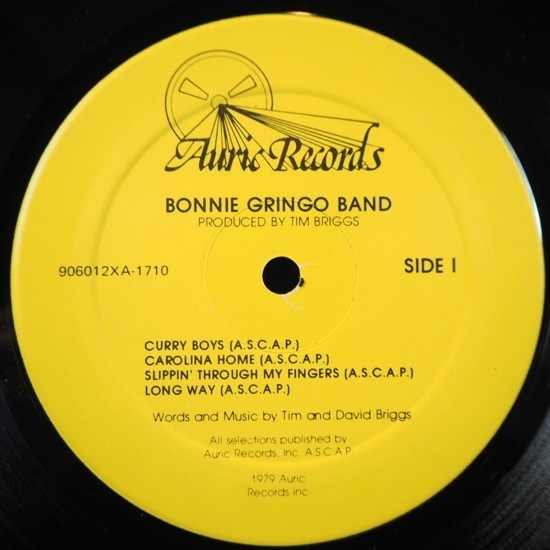 Auric Records
BONNIE GRINGO BAND
PRODUCED BY TIM BRIGGS
906012XA-1710
SIDE I
CURRY BOYS (A.S.C.A.P.)
CAROLINA HOME (A.S.C.A.P.)
SLIPPIN' THROUGH MY FINGERS (A.S.C.A.P.)
LONG WAY (A.S.C.A.P.)
Words and Music by Tim and David Briggs
All selections published by
Auric Records, Inc. A.S.C.A.P.
1979 Auric
Records inc.